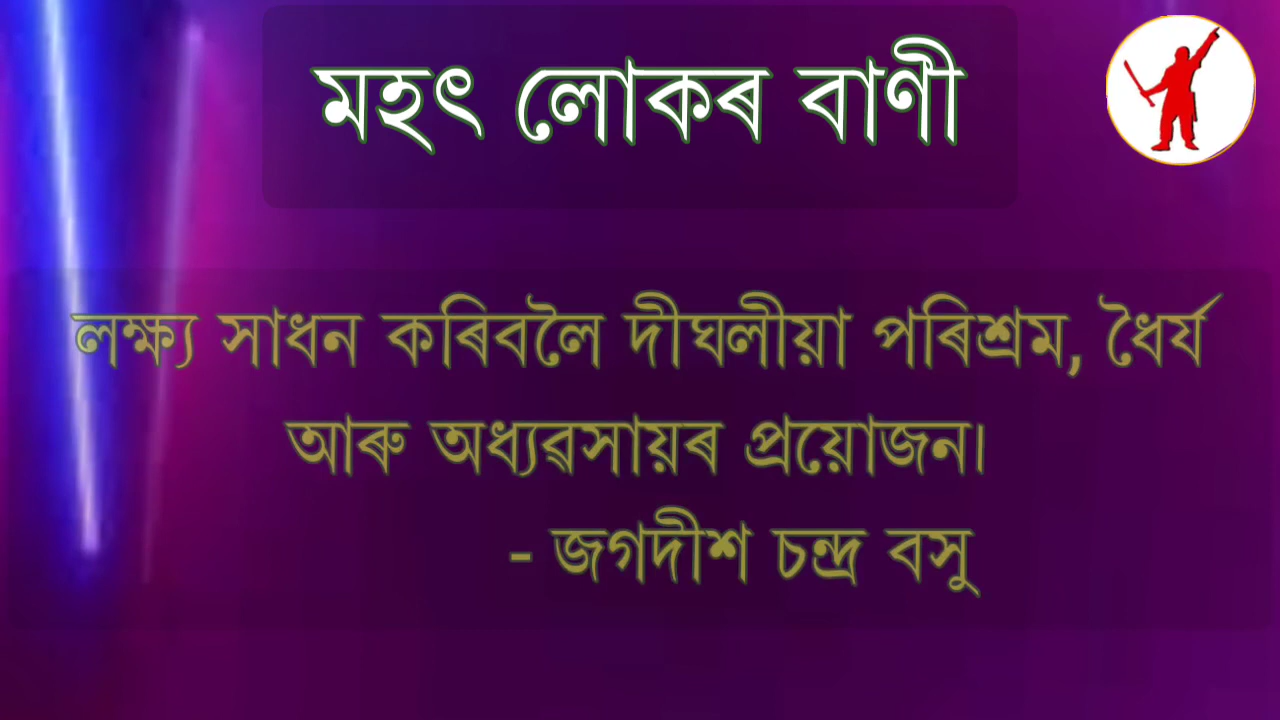 মহৎ লোকৰ বাণী
লক্ষ্য সাধন কৰিবলৈ দীঘলীয়া পৰিশ্ৰম, ধৈৰ্য
আৰু অধ্যৱসায়ৰ প্ৰয়োজন।
- জগদীশ চন্দ্ৰ বসু